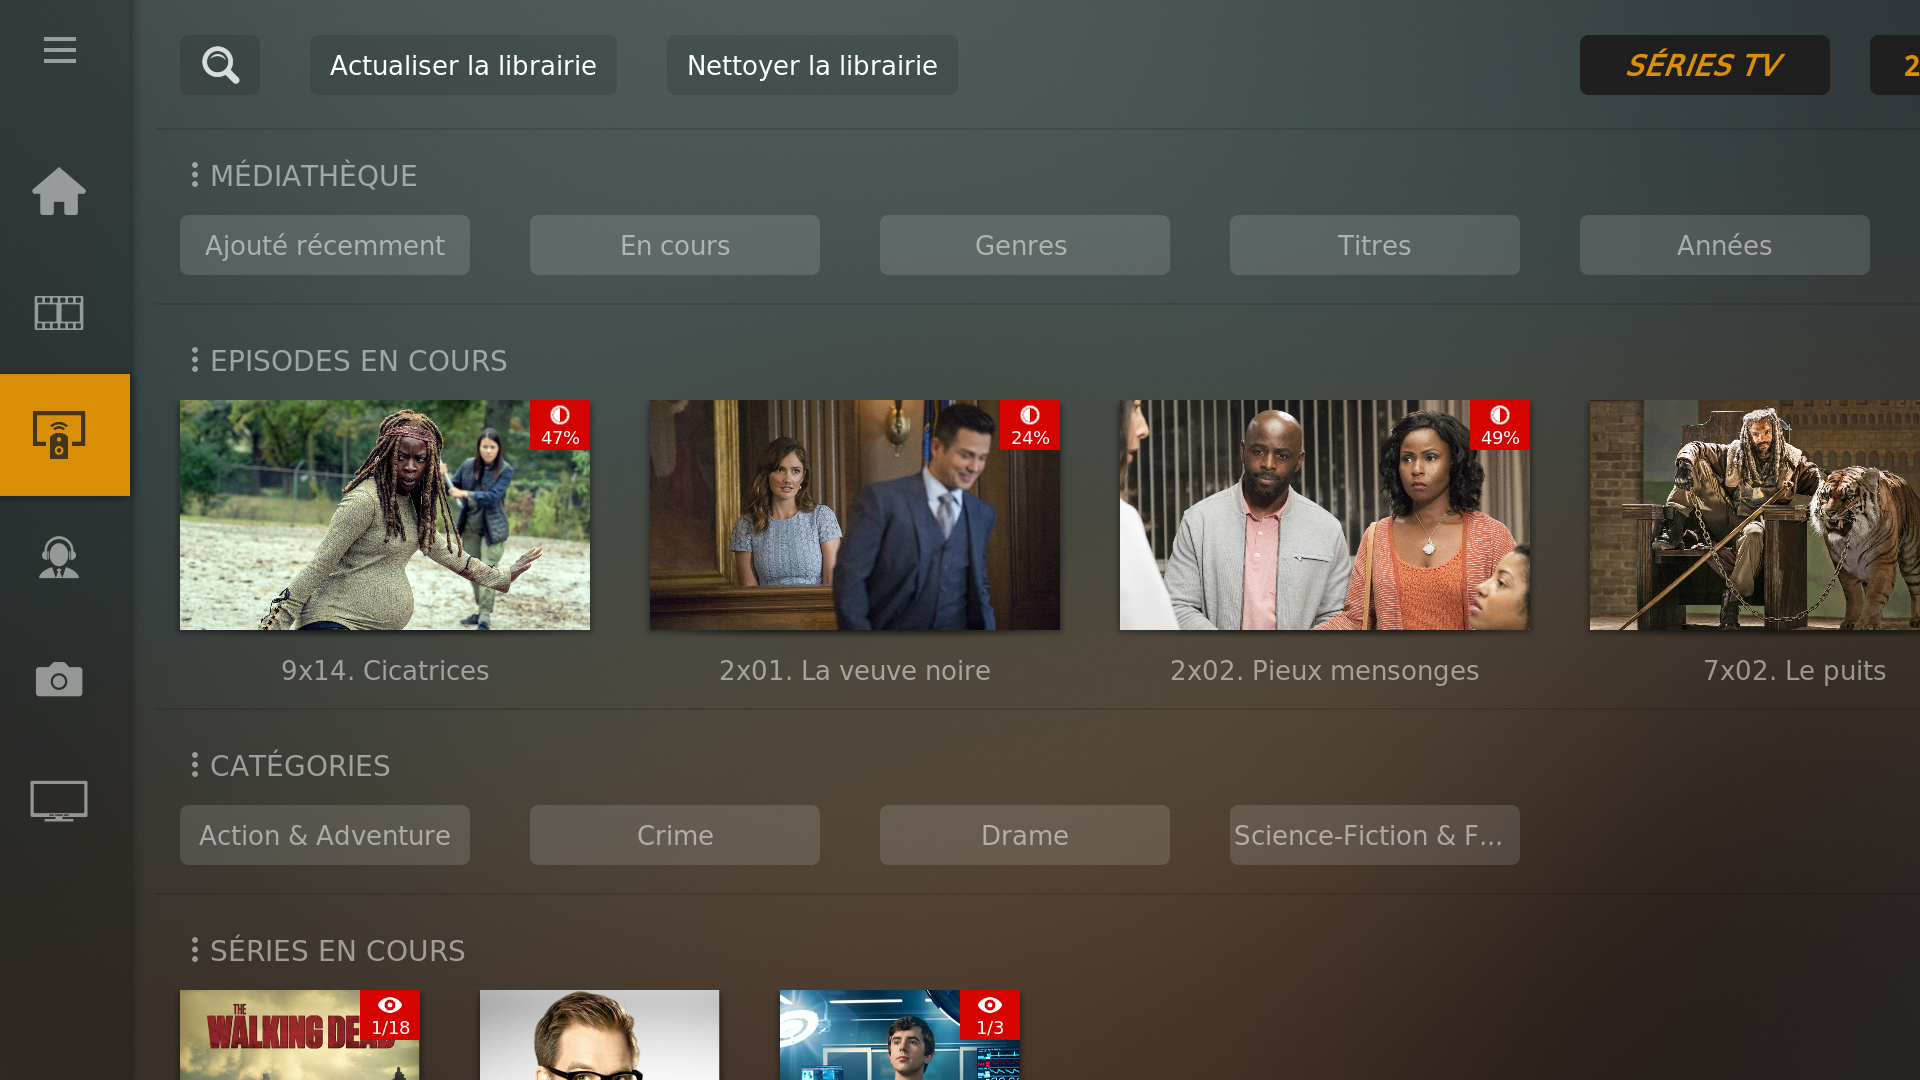 Actualiser la librairie
Nettoyer la librairie
SÉRIES TV
2
MÉDIATHÈQUE
Ajouté récemment
En cours
Genres
Titres
Années
EPISODES EN COURS
47%
24%
49%
9x14. Cicatrices
2x01. La veuve noire
2x02. Pieux mensonges
7x02. Le puits
CATÉGORIES
Action & Adventure
Crime
Drame
Science-Fiction & F...
SÉRIES EN COURS
THE
WALKING DEAD
1/18
1/3